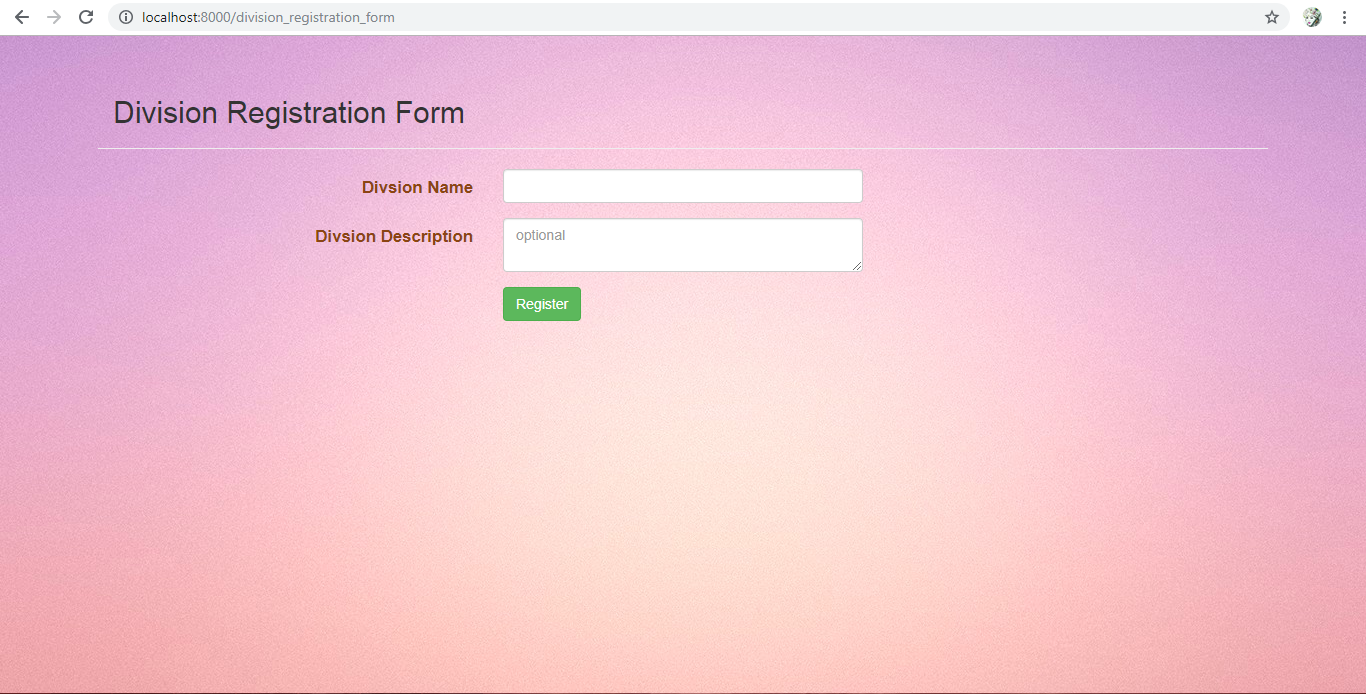 localhost:8000/division_registration_form
Division Registration Form
Divsion Name
Divsion Description
optional
Register